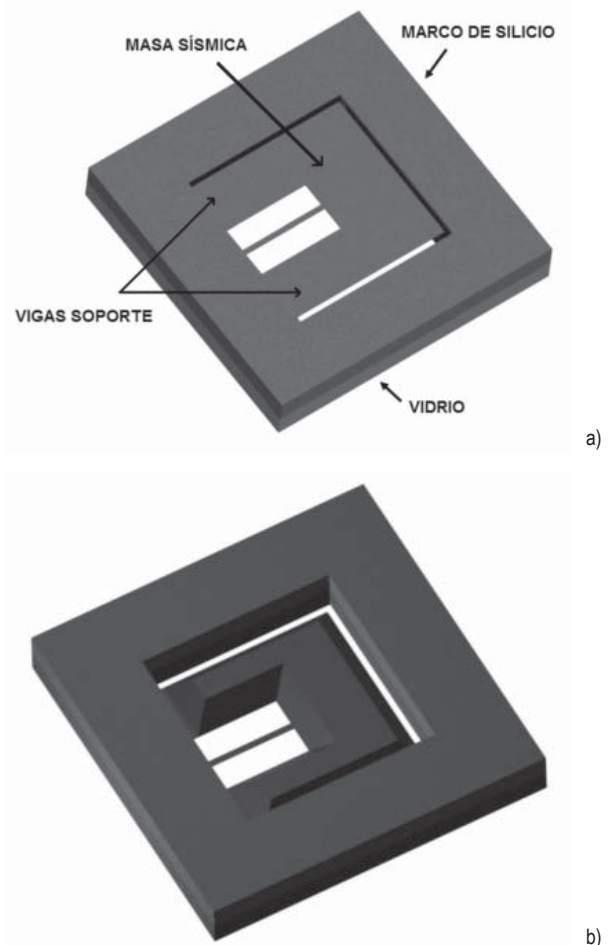 MASA SÍSMICA
MARCO DE SILICIO
VIGAS SOPORTE
VIDRIO
a)
b)